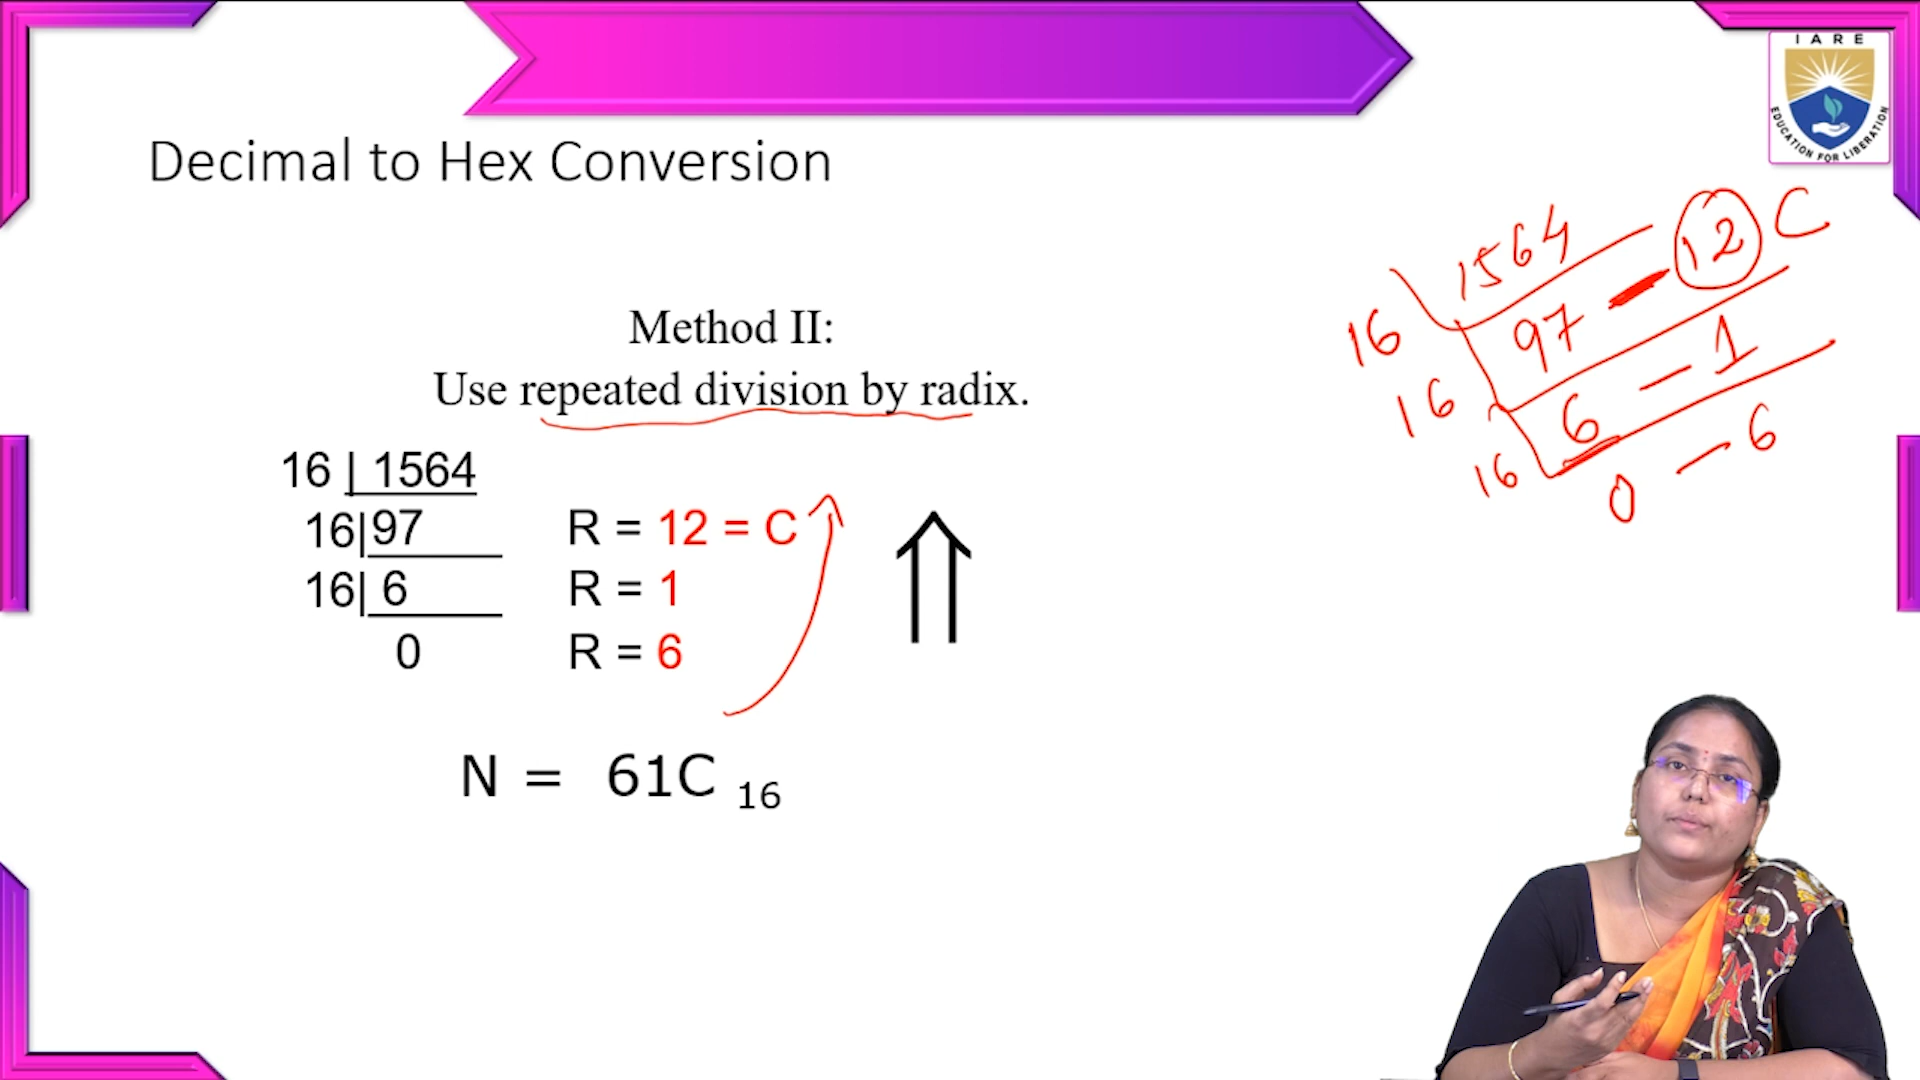 IARE
EDUCATION FOR LIBERATION
Decimal to Hex Conversion
Method II:
Use repeated division by radix.
16 | 1564
16|97 R = 12 = C
16| 6 R = 1
0 R = 6
N = 61C 16
16 1564
16 97 - 12 C
16 6 - 1
0 - 6